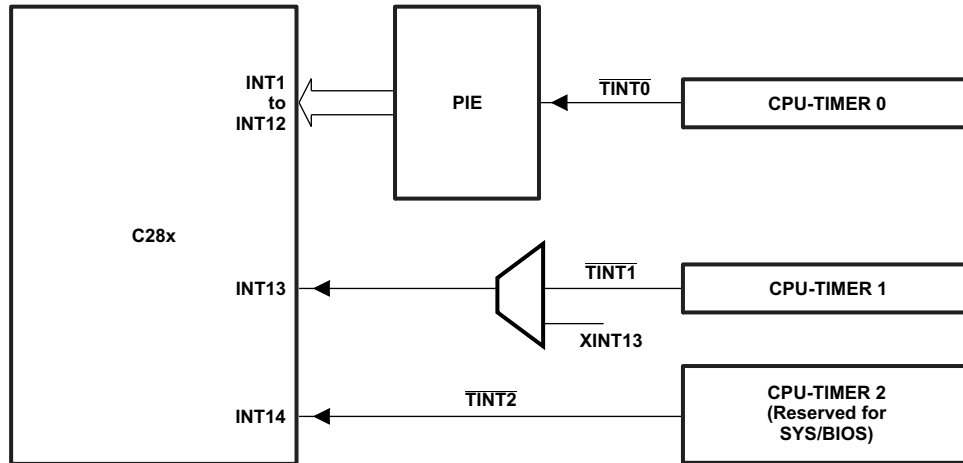 INT1
to
INT12
PIE
TINT0
CPU-TIMER 0
C28x
INT13
TINT1
CPU-TIMER 1
XINT13
INT14
TINT2
CPU-TIMER 2
(Reserved for
SYS/BIOS)